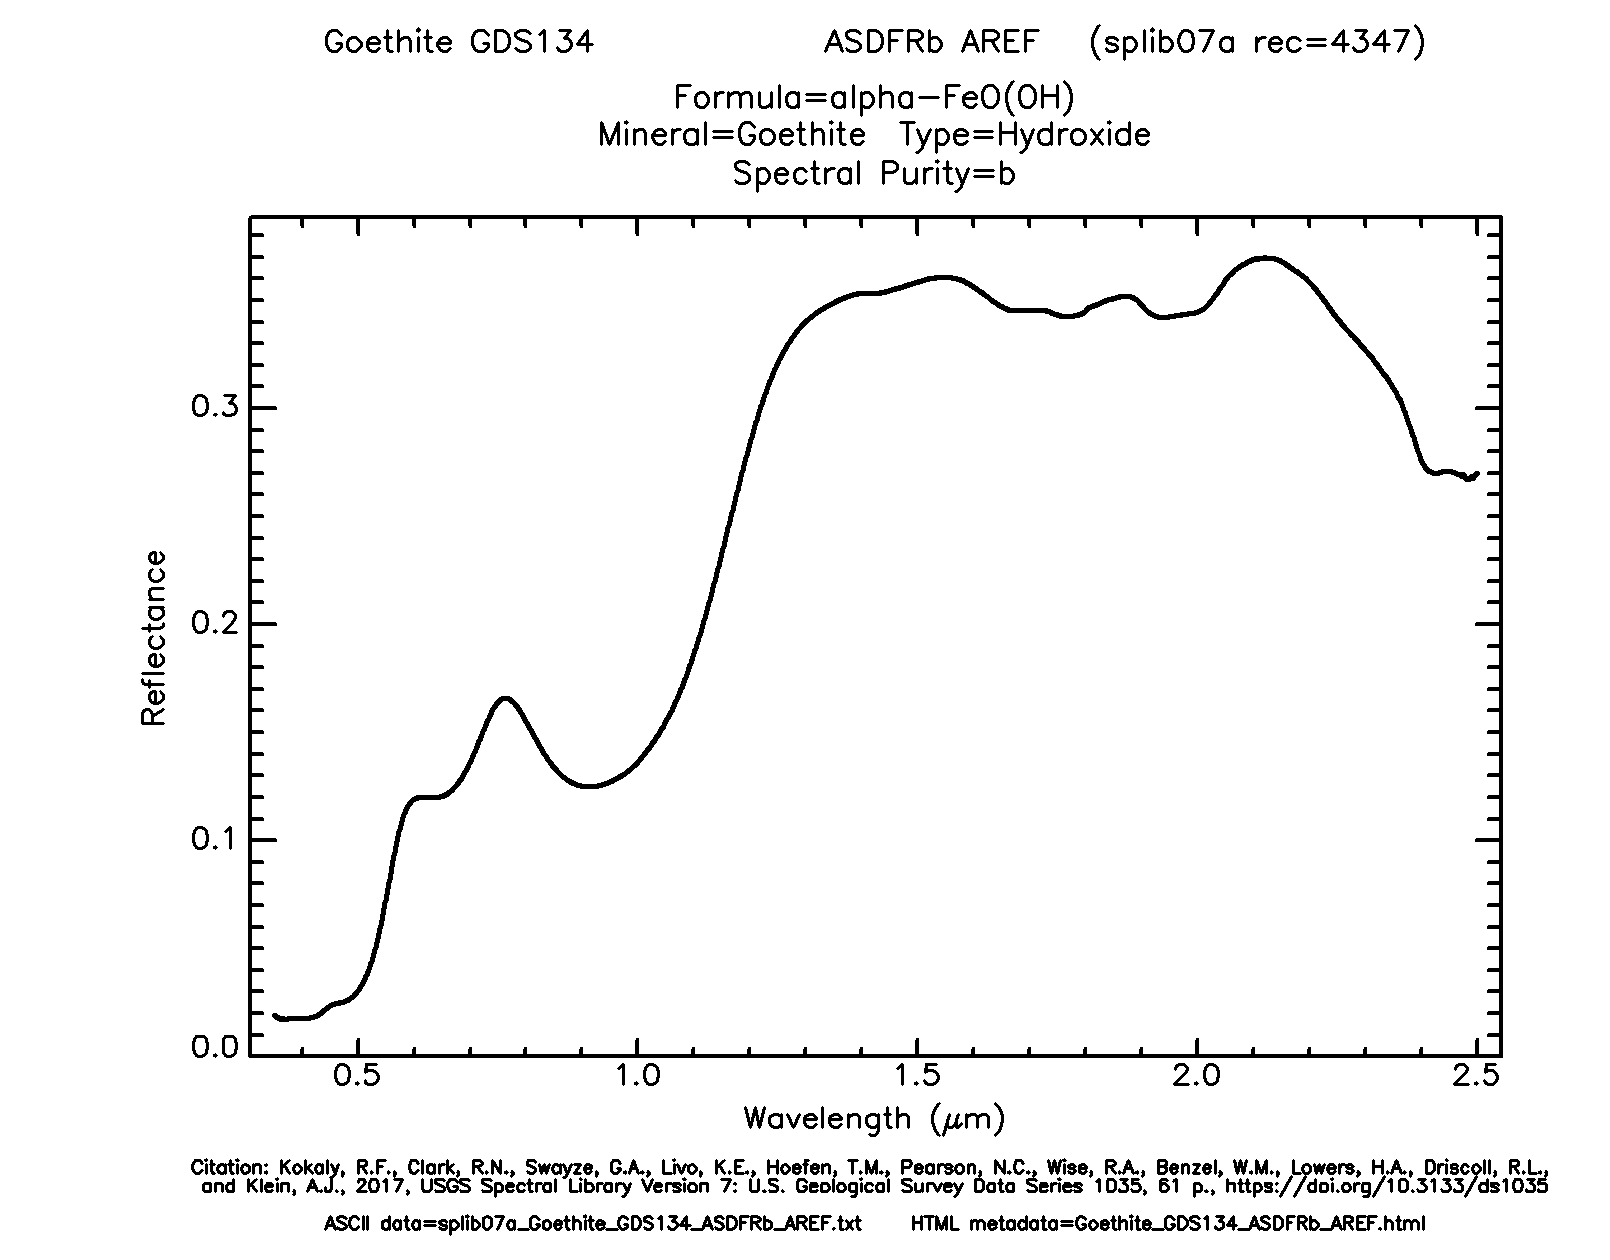 Goethite GDS134 ASDFRb AREF (splib07a rec=4347)
Formula=alpha-FeO(OH)
Mineral=Goethite Type=Hydroxide
Spectral Purity=b
0.3
0.2
0.1
0.0
Reflectance
0.5 1.0 1.5 2.0 2.5
Wavelength (μm)
Citation: Kokaly, R.F., Clark, R.N., Swayze, G.A., Livo, K.E., Hoefen, T.M., Pearson, N.C., Wise, R.A., Benzel, W.M., Lowers, H.A., Driscoll, R.L.,
and Klein, A.J., 2017, USGS Spectral Library Version 7: U.S. Geological Survey Data Series 1035, 61 p., https://doi.org/10.3133/ds1035
ASCII data=splib07a_Goethite_GDS134_ASDFRb_AREF.txt HTML metadata=Goethite_GDS134_ASDFRb_AREF.html